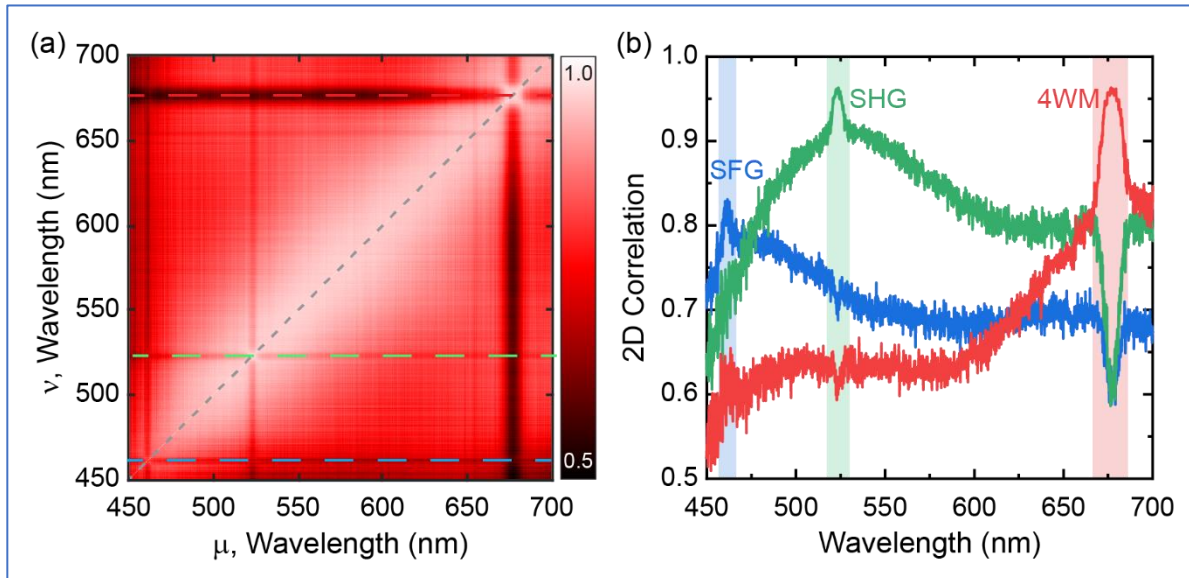 (a)
700
650
600
550
500
450
ν, Wavelength (nm)
450 500 550 600 650 700
μ, Wavelength (nm)
1.0
0.5
(b)
1.0
0.9
0.8
0.7
0.6
0.5
2D Correlation
SFG
SHG
4WM
450 500 550 600 650 700
Wavelength (nm)